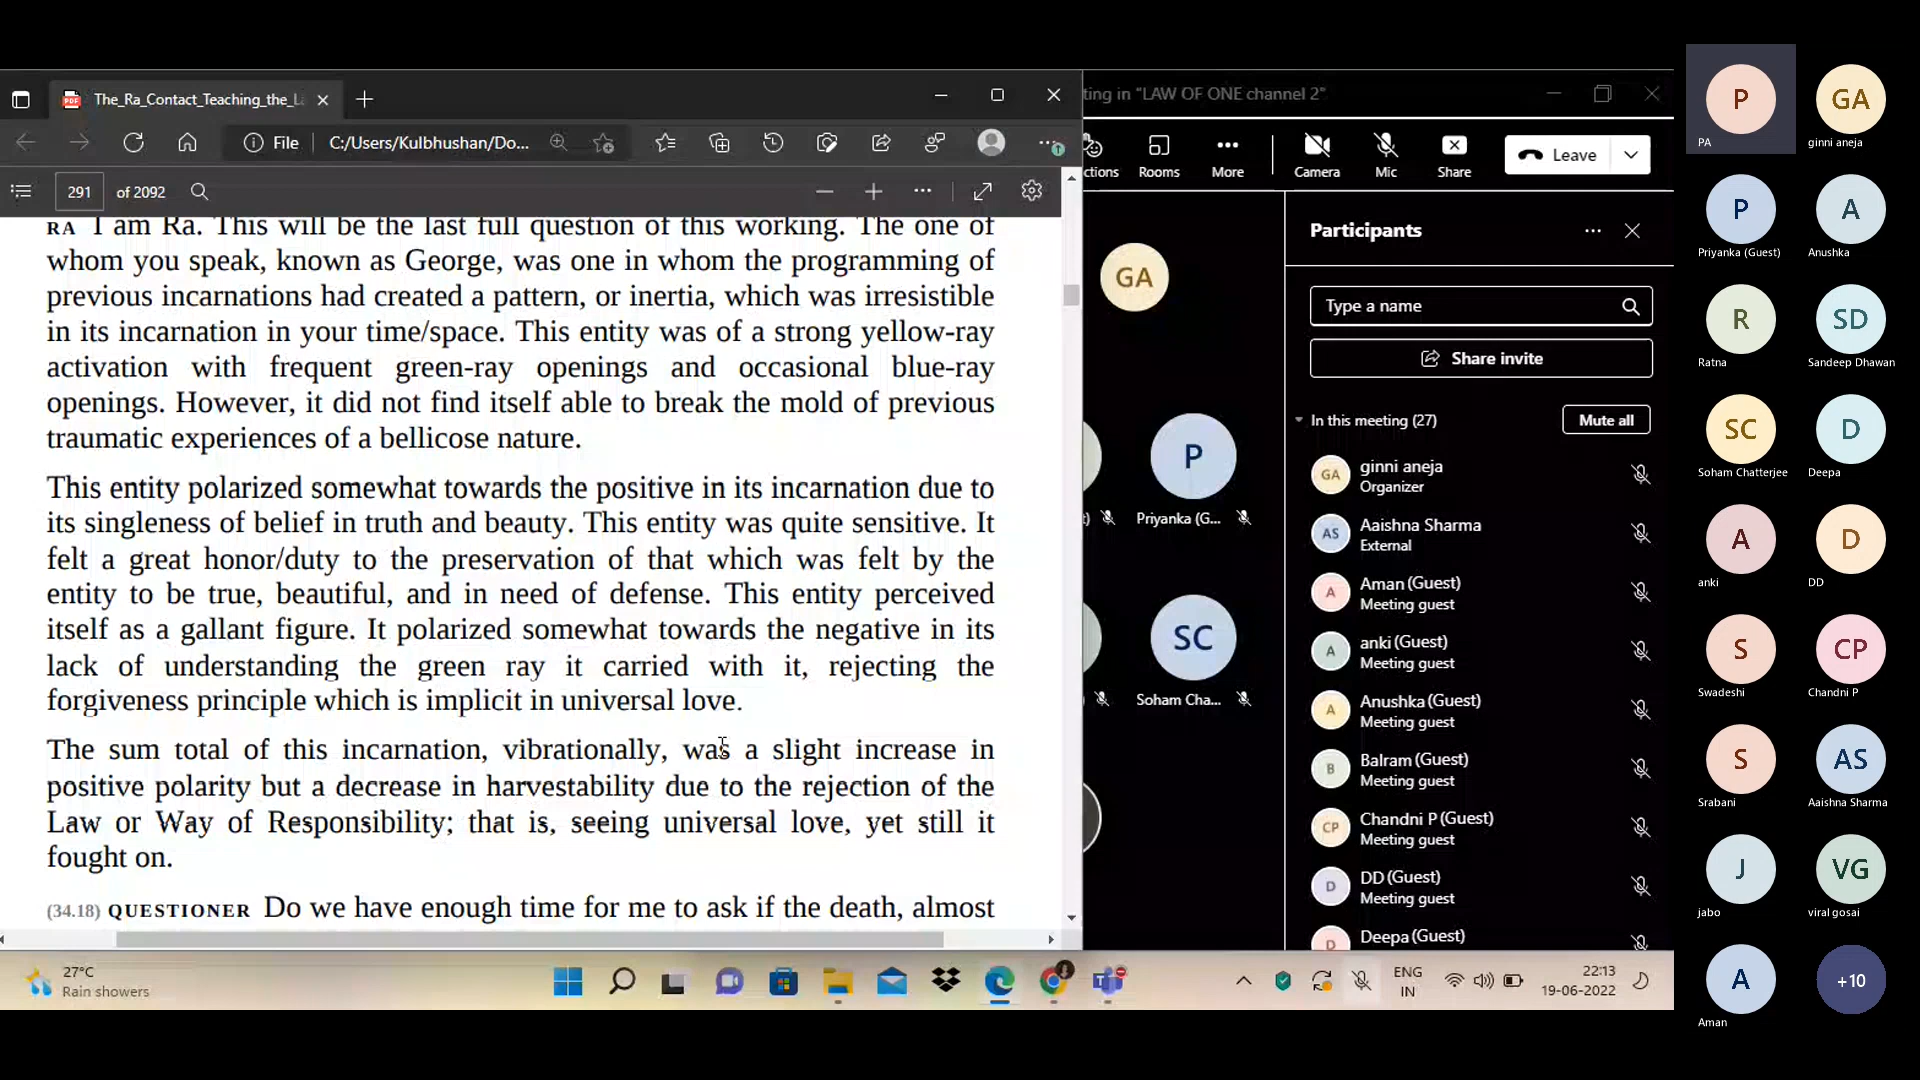 The_Ra_Contact_Teaching_the_L
File
C:/Users/Kulbhushan/Do...
291 of 2092
RA I am Ra. This will be the last full question of this working. The one of
whom you speak, known as George, was one in whom the programming of
previous incarnations had created a pattern, or inertia, which was irresistible
in its incarnation in your time/space. This entity was of a strong yellow-ray
activation with frequent green-ray openings and occasional blue-ray
openings. However, it did not find itself able to break the mold of previous
traumatic experiences of a bellicose nature.
This entity polarized somewhat towards the positive in its incarnation due to
its singleness of belief in truth and beauty. This entity was quite sensitive. It
felt a great honor/duty to the preservation of that which was felt by the
entity to be true, beautiful, and in need of defense. This entity perceived
itself as a gallant figure. It polarized somewhat towards the negative in its
lack of understanding the green ray it carried with it, rejecting the
forgiveness principle which is implicit in universal love.
The sum total of this incarnation, vibrationally, was a slight increase in
positive polarity but a decrease in harvestability due to the rejection of the
Law or Way of Responsibility; that is, seeing universal love, yet still it
fought on.
(34.18) QUESTIONER Do we have enough time for me to ask if the death, almost
ting in "LAW OF ONE channel 2"
ctions
Rooms
More
Camera
Mic
Share
Leave
GA
P
Priyanka (G...
SC
Soham Cha...
Participants
Type a name
Share invite
In this meeting (27)
Mute all
GA
ginni aneja
Organizer
AS
Aaishna Sharma
External
A
Aman (Guest)
Meeting guest
A
anki (Guest)
Meeting guest
A
Anushka (Guest)
Meeting guest
B
Balram (Guest)
Meeting guest
CP
Chandni P (Guest)
Meeting guest
D
DD (Guest)
Meeting guest
D
Deepa (Guest)
P
PA
GA
ginni aneja
P
Priyanka (Guest)
A
Anushka
R
Ratna
SD
Sandeep Dhawan
SC
Soham Chatterjee
D
Deepa
A
anki
D
DD
S
Swadeshi
CP
Chandni P
S
Srabani
AS
Aaishna Sharma
J
jabo
VG
viral gosai
A
Aman
+10
27°C
Rain showers
ENG
IN
22:13
19-06-2022